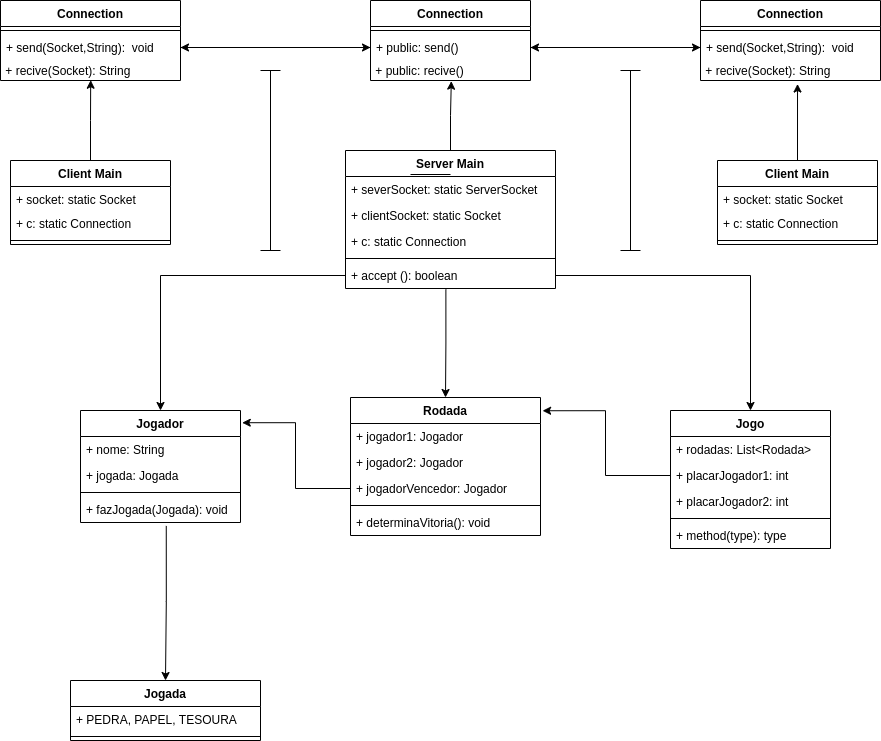 Connection
+ send(Socket,String):  void
+ recive(Socket): String
Connection
+ public: send()
+ public: recive()
Connection
+ send(Socket,String):  void
+ recive(Socket): String
Client Main
+ socket: static Socket
+ c: static Connection
Server Main
+ severSocket: static ServerSocket
+ clientSocket: static Socket
+ c: static Connection
+ accept (): boolean
Client Main
+ socket: static Socket
+ c: static Connection
Jogador
+ nome: String
+ jogada: Jogada
+ fazJogada(Jogada): void
Rodada
+ jogador1: Jogador
+ jogador2: Jogador
+ jogadorVencedor: Jogador
+ determinaVitoria(): void
Jogo
+ rodadas: List<Rodada>
+ placarJogador1: int
+ placarJogador2: int
+ method(type): type
Jogada
+ PEDRA, PAPEL, TESOURA